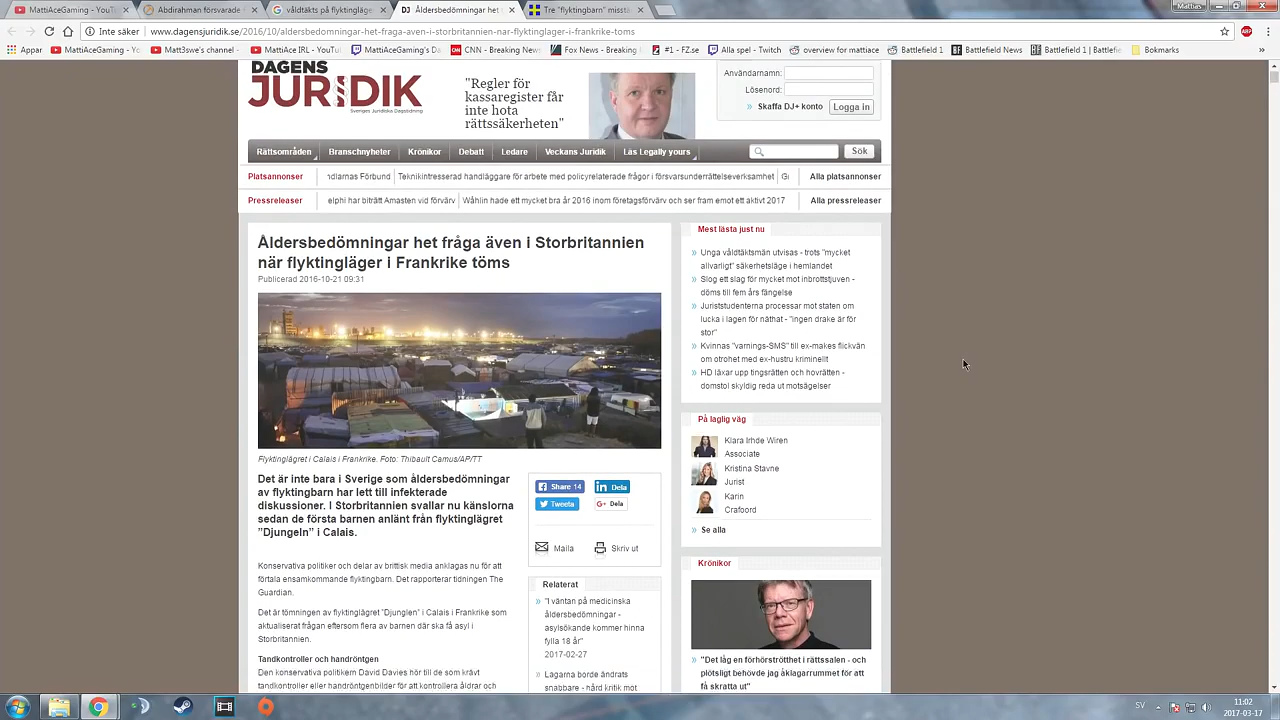 MattiAceGaming - YouTu
Abdirahman försvarade
våldtäkts på flyktingläge
Åldersbedömningar het
Tre "flyktingbarn" missta
Mattias
Inte säker
www.dagensjuridik.se/2016/10/aldersbedomningar-het-fraga-aven-i-storbritannien-nar-flyktinglager-i-frankrike-toms
Appar
MattiAceGaming - Yo
Matt3swe's channel -
Mattie IRL - YouTu
MattiAceGaming's Da
CNN - Breaking New
Fox News - Breaking
#1 - FZ.se
Alla spel - Twitch
overview for mattiace
Battlefield 1
Battlefield News
Battlefield 1 | Battlefi
Bokmärks
DAGENS
JURIDIK
Sveriges Juridiska Dagstidning
"Regler för
kassaregister får
inte hota
rättssäkerheten"
Användarnamn:
Lösenord:
» Skaffa DJ+ konto
Logga in
Rättsområden
Branschnyheter
Krönikor
Debatt
Ledare
Veckans Juridik
Läs Legally yours
Sök
Platsannonser
ndlarnas Förbund
Teknikintresserad handläggare för arbete med policyrelaterade frågor i försvarsunderrättelseverksamhet
Alla platsannonser
Pressreleaser
elphi har biträtt Amasten vid förvärv
Wåhlin hade ett mycket bra år 2016 inom företagsförvärv och ser fram emot ett aktivt 2017
Alla pressreleaser
Åldersbedömningar het fråga även i Storbritannien
när flyktingläger i Frankrike töms
Publicerad 2016-10-21 09:31
Flyktinglägret i Calais i Frankrike. Foto: Thibault Camus/AP/TT
Det är inte bara i Sverige som åldersbedömningar
av flyktingbarn har lett till infekterade
diskussioner. I Storbritannien svallar nu känslorna
sedan de första barnen anlänt från flyktinglägret
"Djungeln" i Calais.
Konservativa politiker och delar av brittisk media anklagas nu för att
förtala ensamkommande flyktingbarn. Det rapporterar tidningen The
Guardian.
Det är tömningen av flyktinglägret "Djunglen" i Calais i Frankrike som
aktualiserat frågan eftersom flera av barnen där ska få asyl i
Storbritannien.
Tandkontroller och handröntgen
Den konservativa politikern David Davies hör till de som krävt
tandkontroller eller handröntgenbilder för att kontrollera åldrar och
Share 14
Dela
Tweeta
Dela
Maila
Skriv ut
Relaterat
» "I väntan på medicinska
åldersbedömningar -
asylsökande kommer hinna
fylla 18 år"
2017-02-27
» Lagarna borde ändrats
snabbare - hård kritik mot
Mest lästa just nu
» Unga våldtäktsmän utvisas - trots "mycket
allvarligt" säkerhetsläge i hemlandet
» Slog ett slag för mycket mot inbrottstjuven -
döms till fem års fängelse
» Juriststudenterna processar mot staten om
lucka i lagen för näthat - "ingen drake är för
stor"
» Kvinnas "varnings-SMS" till ex-makes flickvän
om otrohet med ex-hustru kriminellt
» HD läxar upp tingsrätten och hovrätten -
domstol skyldig reda ut motsägelser
På laglig väg
Klara Irhde Wiren
Associate
Kristina Stavne
Jurist
Karin
Crafoord
» Se alla
Krönikor
» "Det låg en förhörströtthet i rättssalen - och
plötsligt behövde jag åklagarrummet för att
få skratta ut"
SV
11:02
2017-03-17